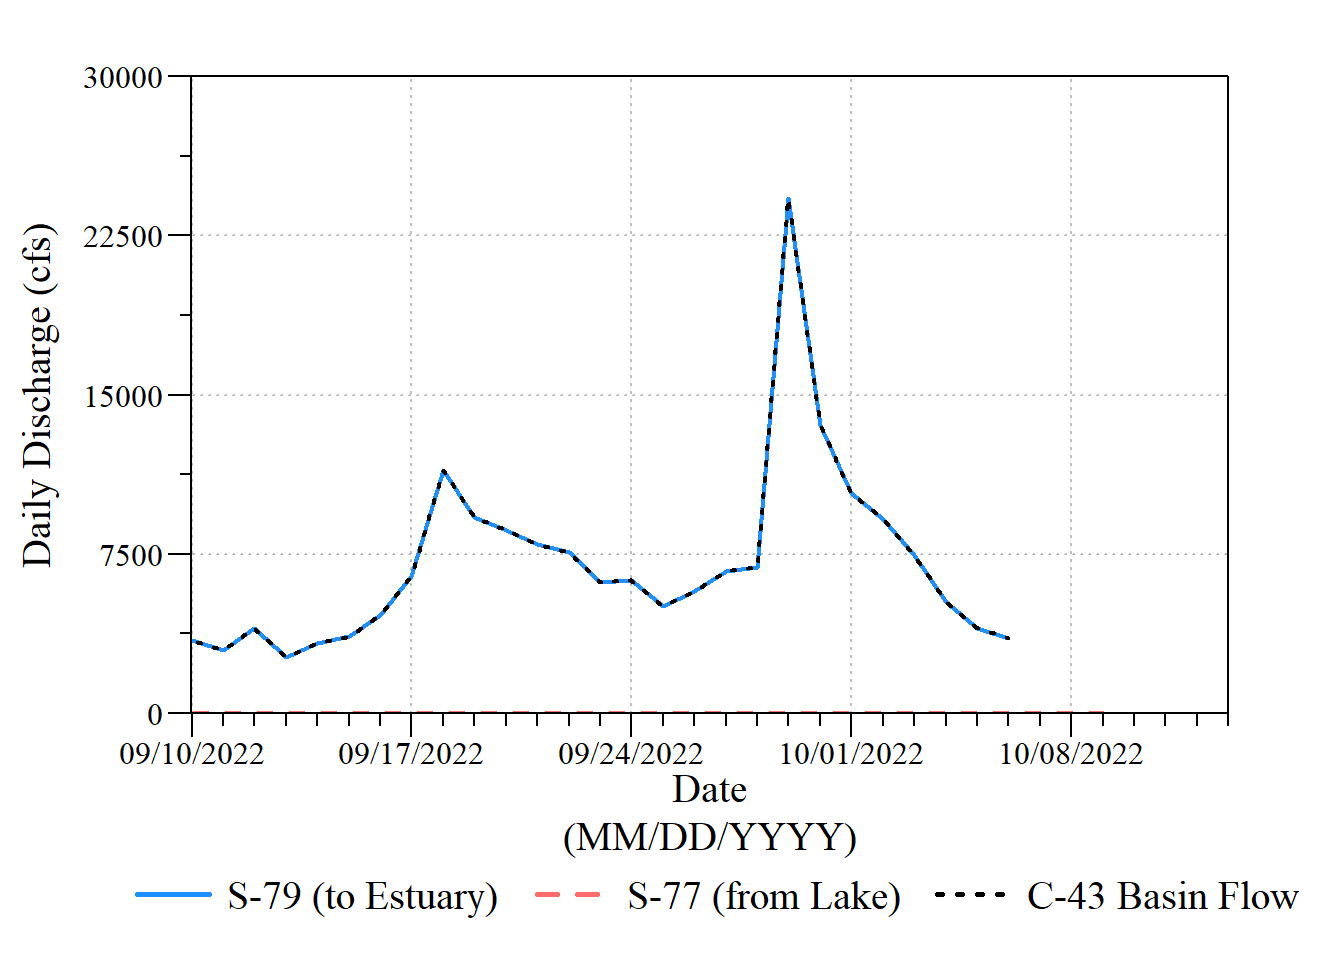 30000
22500
15000
7500
0
Daily Discharge (cfs)
09/10/2022 09/17/2022 09/24/2022 10/01/2022 10/08/2022
Date
(MM/DD/YYYY)
S-79 (to Estuary) S-77 (from Lake) C-43 Basin Flow